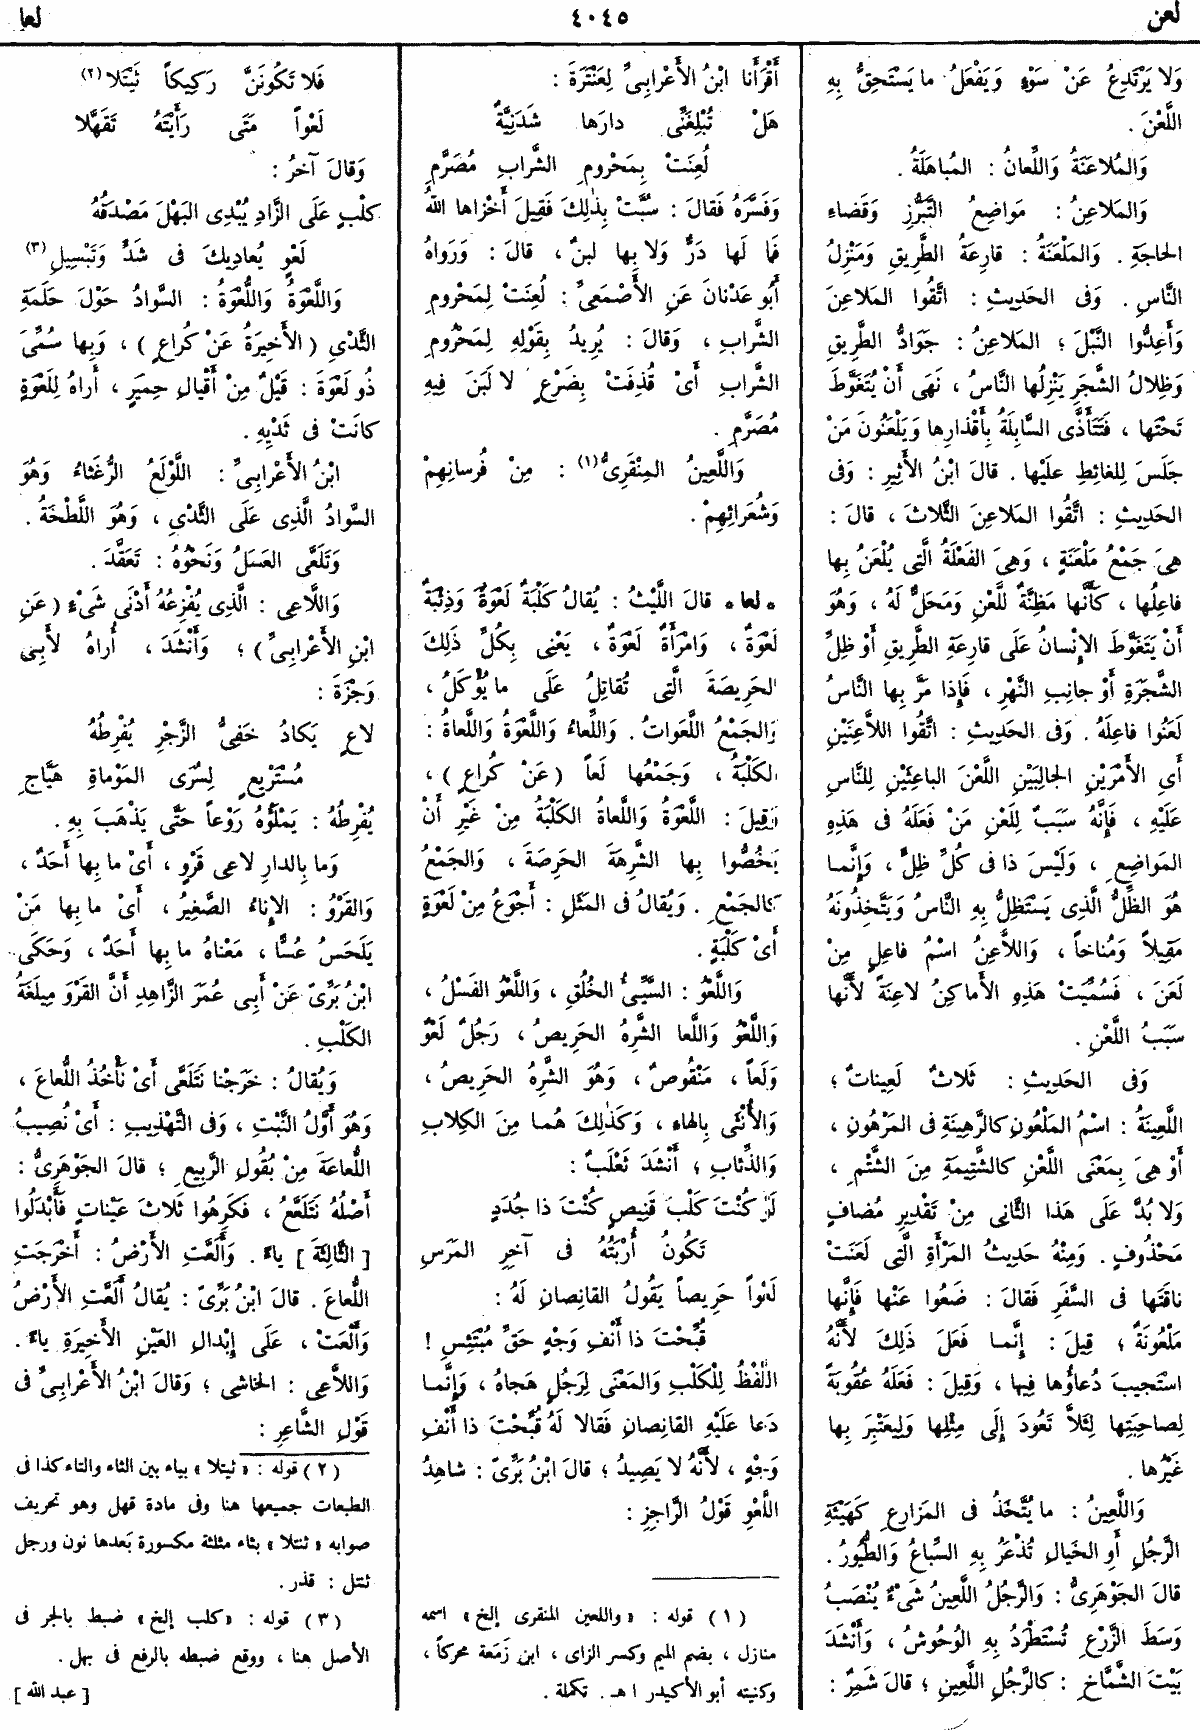 لعن
٤٠٤٥
لعا
وَلا يَرْتَدِعُ عَنْ سَوْءٍ وَيَفْعَلُ ما يَسْتَحِقُّ بِهِ
اللَّعْنَ .
وَالمُلاعَنَةُ وَاللِّعانُ : المُباهَلَةُ .
وَالمَلاعِنُ : مَواضِعُ التَّبَرُّزِ وَقَضاءِ
الحاجَةِ . وَالمَلْعَنَةُ : قارِعَةُ الطَّرِيقِ وَمَنْزِلُ
النَّاسِ . وَفى الحَدِيثِ : اتَّقُوا المَلاعِنَ
وَأَعِدُّوا النَّبْلَ ؛ المَلاعِنُ : جَوَادُّ الطَّرِيقِ
وَظِلالُ الشَّجَرِ يَنْزِلُها النَّاسُ ، نَهَى أَنْ يُتَغَوَّطَ
تَحْتَها ، فَتَتَأَذَّى السَّابِلَةُ بِأَقْذارِها وَيَلْعَنُونَ مَنْ
جَلَسَ لِلغائِطِ علَيْها . قالَ ابْنُ الأَثِيرِ : وَفى
الحَدِيثِ : اتَّقُوا المَلاعِنَ الثَّلاثَ ، قالَ :
هِىَ جَمْعُ مَلْعَنَةٍ ، وَهِىَ الفَعْلَةُ الَّتِى يُلْعَنُ بِها
فاعِلُها ، كَأَنَّها مَظِنَّةٌ لِلَّعْنِ وَمَحَلٌّ لَهُ ، وَهُوَ
أَنْ يَتَغَوَّطَ الإِنْسانُ عَلَى قارِعَةِ الطَّرِيقِ أَوْ ظِلِّ
الشَّجَرَةِ أَوْ جانِبِ النَّهْرِ ، فَإِذا مَرَّ بِها النَّاسُ
لَعَنُوا فاعِلَهُ . وَفى الحَدِيثِ : اتَّقُوا اللَّاعِنَيْنِ
أَىِ الأَمْرَيْنِ الجالِبَيْنِ اللَّعْنَ الباعِثَيْنِ لِلنَّاسِ
عَلَيْهِ ، فَإِنَّهُ سَبَبٌ لِلَعْنِ مَنْ فَعَلَهُ فى هَذِهِ
المَواضِعِ ، وَلَيْسَ ذا فى كُلِّ ظِلٍّ ، وَإِنَّما
هُوَ الظِّلُّ الَّذِى يَسْتَظِلُّ بِهِ النَّاسُ وَيَتَّخِذُونَهُ
مَقِيلاً وَمُناخاً ، وَاللَّاعِنُ اسْمُ فاعِلٍ مِنْ
لَعَنَ ، فَسُمِّيَتْ هَذِهِ الأَماكِنُ لاعِنَةً لأَنَّها
سَبَبُ اللَّعْنِ .
وَفى الحَدِيثِ : ثَلاثٌ لَعِيناتٌ ؛
اللَّعِينَةُ : اسْمُ المَلْعُونِ كالرَّهِينَةِ فى المَرْهُونِ ،
أَوْ هِىَ بِمَعْنَى اللَّعْنِ كالشَّتِيمَةِ مِنَ الشَّتْمِ ،
وَلا بُدَّ عَلَى هَذا الثَّانِى مِنْ تَقْدِيرِ مُضافٍ
مَحْذُوفٍ . وَمِنْهُ حَدِيثُ المَرْأَةِ الَّتِى لَعَنَتْ
ناقَتَها فى السَّفَرِ فَقالَ : ضَعُوا عَنْها فَإِنَّها
مَلْعُونَةٌ ؛ قِيلَ : إِنَّما فَعَلَ ذَلِكَ لأَنَّهُ
اسْتُجِيبَ دُعاؤُها فِيها ، وَقِيلَ : فَعَلَهُ عُقُوبَةً
لِصاحِبَتِها لِئَلَّا تَعُودَ إِلَى مِثْلِها وَلِيَعْتَبِرَ بِها
غَيْرُها .
وَاللَّعِينُ : ما يُتَّخَذُ فى المَزارِعِ كَهَيْئَةِ
الرَّجُلِ أَوِ الخَيالِ تُذْعَرُ بِهِ السِّباعُ وَالطُّيُورُ .
قالَ الجَوْهَرِىُّ : وَالرَّجُلُ اللَّعِينُ شَىْءٌ يُنْصَبُ
وَسَطَ الزَّرْعِ تُسْتَطْرَدُ بِهِ الوُحُوشُ ، وَأَنْشَدَ
بَيْتَ الشَّمَّاخِ : كالرَّجُلِ اللَّعِينِ ؛ قالَ شَمِرٌ :
أَقْرَأَنا ابْنُ الأَعْرابِىِّ لِعَنْتَرَةَ :
هَلْ تُبْلِغَنِّى دارَها شَدَنِيَّةٌ
لُعِنَتْ بِمَحْرومِ الشَّرابِ مُصَرَّمِ
وَفَسَّرَهُ فَقالَ : سُبَّتْ بِذَلِكَ فَقِيلَ أَخْزاها اللهُ
فَما لَها دَرٌّ وَلا بِها لبنٌ ، قالَ : وَرَواهُ
أَبُو عَدْنانَ عَنِ الأَصْمَعِىِّ : لُعِنَتْ لِمَحْرومِ
الشَّرابِ ، وَقالَ : يُرِيدُ بِقَوْلِهِ لِمَحْرُومِ
الشَّرابِ أَىْ قُذِفَتْ بِضَرْعٍ لا لَبَنَ فِيهِ
مُصَرَّمٍ .
وَاللَّعِينُ المِنْقَرِىُّ (١) : مِنْ فُرسانِهِمْ
وَشُعَرائِهِمْ .
* لعا * قالَ اللَّيْثُ : يُقالُ كَلْبَةٌ لَعْوَةٌ وَذِئْبَةٌ
لَعْوَةٌ ، وَامْرَأَةٌ لَعْوَةٌ ، يَعْنِى بِكُلِّ ذَلِكَ
الحَرِيصَةَ الَّتِى تُقاتِلُ عَلَى ما يُؤْكَلُ ،
وَالجَمْعُ اللَّعَواتُ . وَاللِّعاءُ وَاللَّعْوَةُ وَاللَّعاةُ :
الكَلْبَةُ ، وَجَمْعُها لَعاً (عَنْ كُراعٍ ) ،
وَقِيلَ : اللَّعْوَةُ وَاللَّعاةُ الكَلْبَةُ مِنْ غَيْرِ أَنْ
يَخُصُّوا بِها الشَّرِهَةَ الحَرِصَةَ ، وَالجَمْعُ
كالجَمْعِ . وَيُقالُ فى المَثَلِ : أَجْوَعُ مِنْ لَعْوَةٍ
أَىْ كَلْبَةٍ .
وَاللَّعْوُ : السَّيِّئُ الخُلُقِ ، وَاللَّعْوُ الفَسْلُ ،
وَاللَّعْوُ وَاللَّعا الشَّرِهُ الحَرِيصُ ، رَجُلٌ لَعْوٌ
وَلَعاً ، مَنْقُوصٌ ، وَهُوَ الشَّرِهُ الحَرِيصُ ،
وَالأُنْثَى بِالهاءِ ، وَكَذَلِكَ هُما مِنَ الكِلابِ
وَالذِّئابِ ؛ أَنْشَدَ ثَعْلَبٌ :
لَوْ كُنْتَ كَلْبَ قَنِيصٍ كُنْتَ ذا جُدَدٍ
تَكُونُ أُرْبَتُهُ فى آخِرِ المَرَسِ
لَعْواً حَرِيصاً يَقُولُ القانِصانِ لَهُ :
قُبِّحْتَ ذا أَنْفِ وَجْهٍ حَقَّ مُبْتَئِسِ !
اللَّفْظُ لِلْكَلْبِ وَالمَعْنَى لِرَجُلٍ هَجاهُ ، وَإِنَّما
دَعا عَلَيْهِ القانِصانِ فَقالا لَهُ قُبِّحْتَ ذا أَنْفِ
وَجْهٍ ، لأَنَّهُ لا يَصِيدُ ؛ قالَ ابْنُ بَرِّىٍّ : شاهِدُ
اللَّعْوِ قَوْلُ الرَّاجِزِ :
(١) قوله : «واللعين المنقرى إلخ» اسمه
منازل ، بضم الميم وكسر الزاى ، ابن زَمَعة محركاً ،
وكنيته أبو الأكيدر ا هـ . تكملة .
فَلا تَكُونَنَّ رَكِيكاً ثَيْتَلا (٢)
لَعْواً مَتَى رَأَيْتَهُ تَقَهَّلا
وَقالَ آخرُ :
كلْبٍ عَلَى الزَّادِ يُبْدِى البَهْلَ مَصْدَقُهُ
لَعْوٍ يُعادِيكَ فى شَدٍّ وَتَبْسِيلِ (٣)
وَاللَّعْوَةُ وَاللُّعْوَةُ : السَّوادُ حَوْلَ حَلَمَةِ
الثَّدْىِ (الأَخِيرَةُ عَنْ كُراعٍ ) ، وَبِها سُمِّىَ
ذُو لَعْوَةَ : قَيْلٌ مِنْ أَقْيالِ حِمْيَرٍ ، أُراهُ لِلَعْوَةٍ
كانَتْ فى ثَدْيِهِ .
ابْنُ الأَعْرابِىِّ : اللَّوْلَعُ الرُّغَثاءُ وَهُوَ
السَّوادُ الَّذِى عَلَى الثَّدْىِ ، وَهُوَ اللَّطْخَةُ .
وَتَلَعَّى العَسَلُ وَنَحْوُهُ : تَعَقَّدَ .
وَاللَّاعِى : الَّذِى يُفْزِعُهُ أَدْنَى شَىْءٍ (عَنِ
ابْنِ الأَعْرابِىِّ) ؛ وَأَنْشَدَ ، أُراهُ لأَبِى
وَجْزَةَ :
لاعٍ يَكادُ خَفِىُّ الزَّجْرِ يُفْرِطُهُ
مُسْتَرْيِعٍ لِسُرَى المَوْماةِ هَيَّاجِ
يُفْرِطُهُ : يَمْلَؤُهُ رَوْعاً حَتَّى يَذْهَبَ بِهِ .
وَما بِالدارِ لاعِى قَرْوٍ ، أَىْ ما بِها أَحَدٌ ،
وَالقَرْوُ : الإِناءُ الصَّغِيرُ ، أَىْ ما بِها مَنْ
يَلْحَسُ عُسًّا ، مَعْناهُ ما بِها أَحَدٌ ، وَحَكَى
ابْنُ بَرِّىّ عَنْ أَبِى عُمَرَ الزَّاهِدِ أَنَّ القَرْوَ مِيلَغَةُ
الكَلْبِ .
وَيُقالُ : خَرَجْنا نَتَلَعَّى أَىْ نَأْخُذُ اللُّعاعَ ،
وَهُوَ أَوَّلُ النَّبْتِ ، وَفى التَّهْذِيبِ : أَىْ نُصِيبُ
اللُّعاعَةَ مِنْ بُقُولِ الرَّبِيعِ ؛ قالَ الجَوْهَرِىُّ :
أَصْلُهُ نَتَلَعَّعُ ، فَكَرِهُوا ثَلاثَ عَيْناتٍ فَأَبْدَلُوا
[ الثَّالِثَةَ ] ياءً . وَأَلَعَّتِ الأَرْضُ : أَخْرَجَتِ
اللُّعاعَ . قالَ ابْنُ بَرِّىّ : يُقالُ أَلَعَّتِ الأَرْضُ
وَأَلْعَتْ ، عَلَى إِبْدالِ العَيْنِ الأَخِيرَةِ ياءً .
وَاللَّاعِى : الخاشِى ؛ وَقالَ ابْنُ الأَعْرابِىِّ فى
قَوْلِ الشَّاعِرِ :
(٢) قوله : « ثيتلا » بياء بين الثاء والتاء كذا فى
الطبعات جميعها هنا وفى مادة قهل وهو تحريف
صوابه « ثنتلا » بثاء مثلثة مكسورة بَعدها نون ورجل
ثنتل : قذر .
(٣) قوله : «كلب إلخ» ضبط بالجر فى
الأصل هنا ، ووقع ضبطه بالرفع فى بهل .
[ عبد الله ]